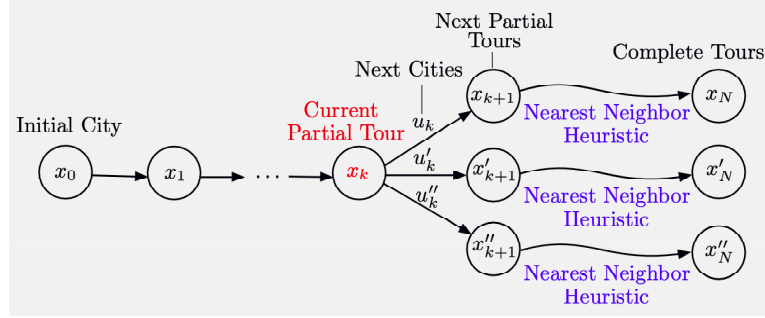 Next Partial
Tours
Next Cities
Complete Tours
Current
Partial Tour
Initial City
x_{k+1}
x_N
u_k
Nearest Neighbor
Heuristic
x_0
x_1
...
x_k
u'_k
x'_{k+1}
x'_N
Nearest Neighbor
Heuristic
u''_k
x''_{k+1}
x''_N
Nearest Neighbor
Heuristic